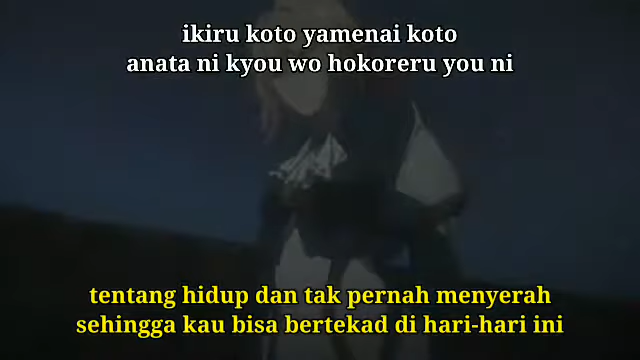 ikiru koto yamenai koto
anata ni kyou wo hokoreru you ni
tentang hidup dan tak pernah menyerah
sehingga kau bisa bertekad di hari-hari ini